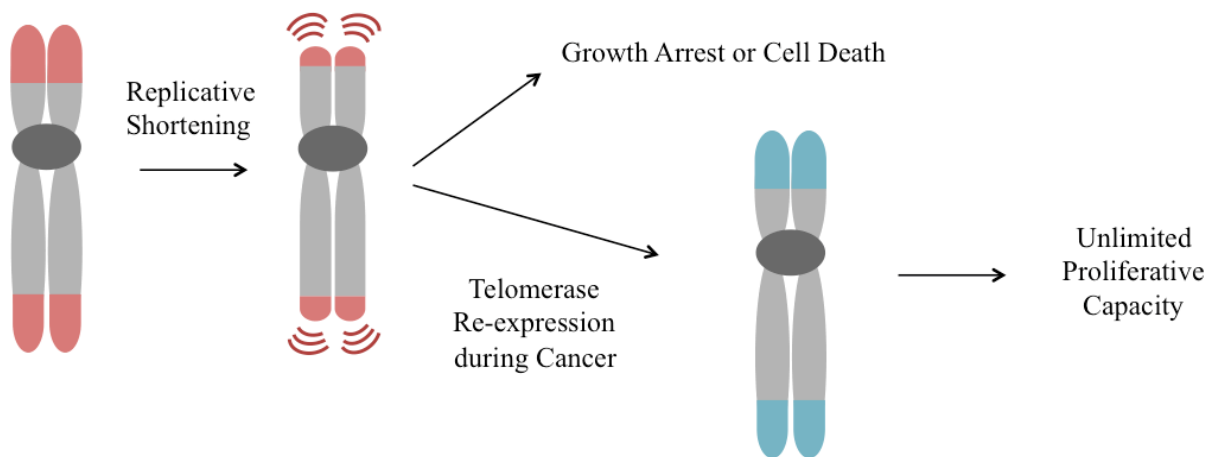 Replicative
Shortening
Growth Arrest or Cell Death
Telomerase
Re-expression
during Cancer
Unlimited
Proliferative
Capacity